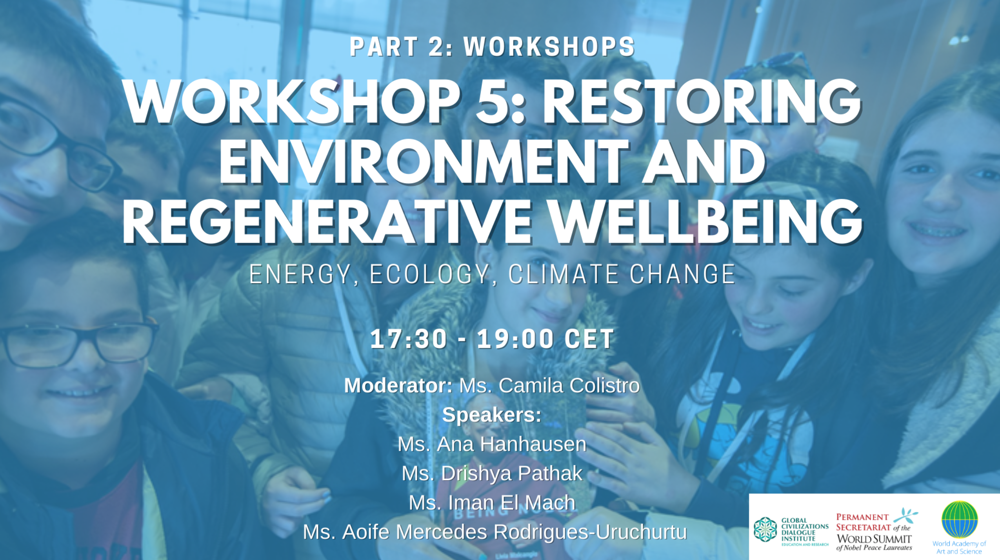 PART 2: WORKSHOPS
WORKSHOP 5: RESTORING
ENVIRONMENT AND
REGENERATIVE WELLBEING
ENERGY, ECOLOGY, CLIMATE CHANGE
17:30 - 19:00 CET
Moderator: Ms. Camila Colistro
Speakers:
Ms. Ana Hanhausen
Ms. Drishya Pathak
Ms. Iman El Mach
BEING NOBEL
Ms. Aoife Mercedes Rodrigues-Uruchurtu
GLOBAL
CIVILIZATIONS
DIALOGUE
INSTITUTE
EDUCATION AND RESEARCH
PERMANENT
SECRETARIAT of the
WORLD SUMMIT
of Nobel Peace Laureates
World Academy of
Art and Science